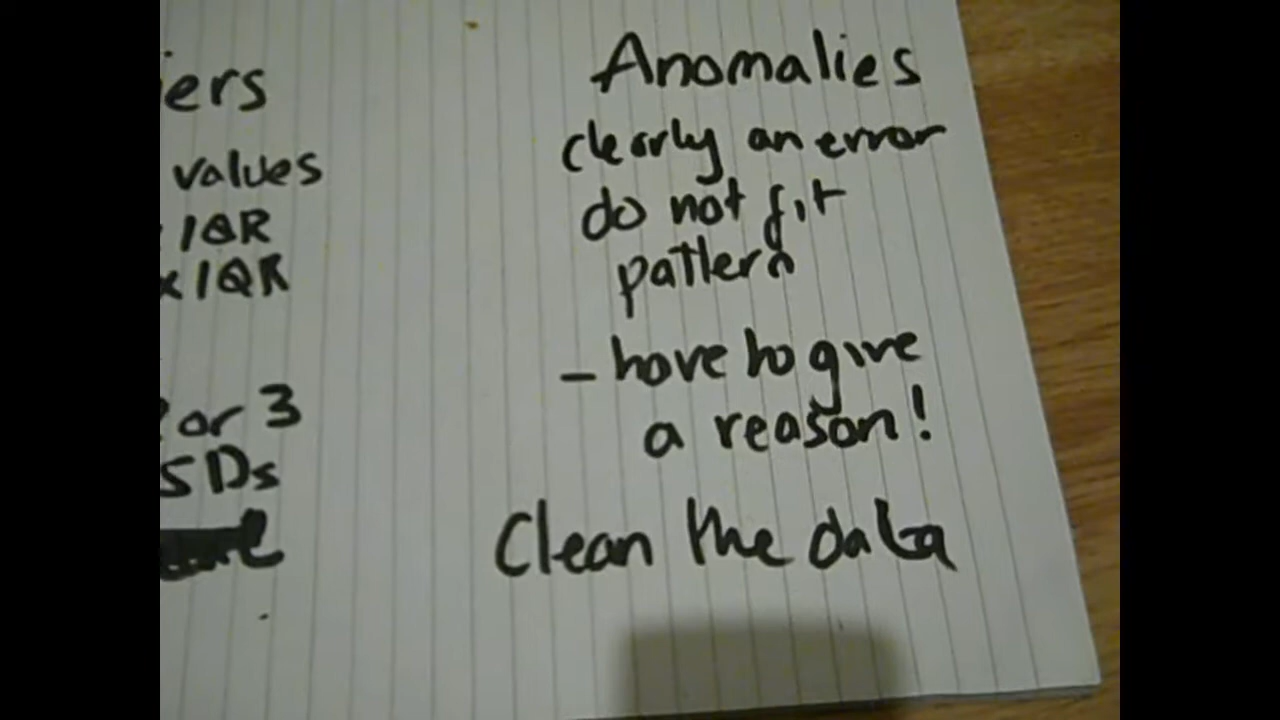 iers
values
IQR
x IQR
or 3
SDs
Anomalies
clearly an error
do not fit
pattern
- have to give
a reason!
Clean the data